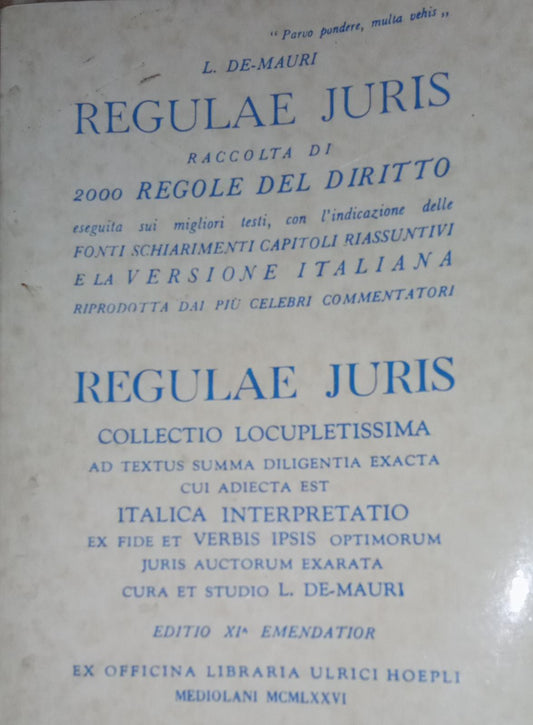 "Parvo pondere, multa vehis„
L. DE-MAURI
REGULAE JURIS
RACCOLTA DI
2000 REGOLE DEL DIRITTO
eseguita sui migliori testi, con l'indicazione delle
FONTI SCHIARIMENTI CAPITOLI RIASSUNTIVI
E LA VERSIONE ITALIANA
RIPRODOTTA DAI PIÙ CELEBRI COMMENTATORI
REGULAE JURIS
COLLECTIO LOCUPLETISSIMA
AD TEXTUS SUMMA DILIGENTIA EXACTA
CUI ADIECTA EST
ITALICA INTERPRETATIO
EX FIDE ET VERBIS IPSIS OPTIMORUM
JURIS AUCTORUM EXARATA
CURA ET STUDIO L. DE-MAURI
EDITIO XIª EMENDATIOR
EX OFFICINA LIBRARIA ULRICI HOEPLI
MEDIOLANI MCMLXXVI